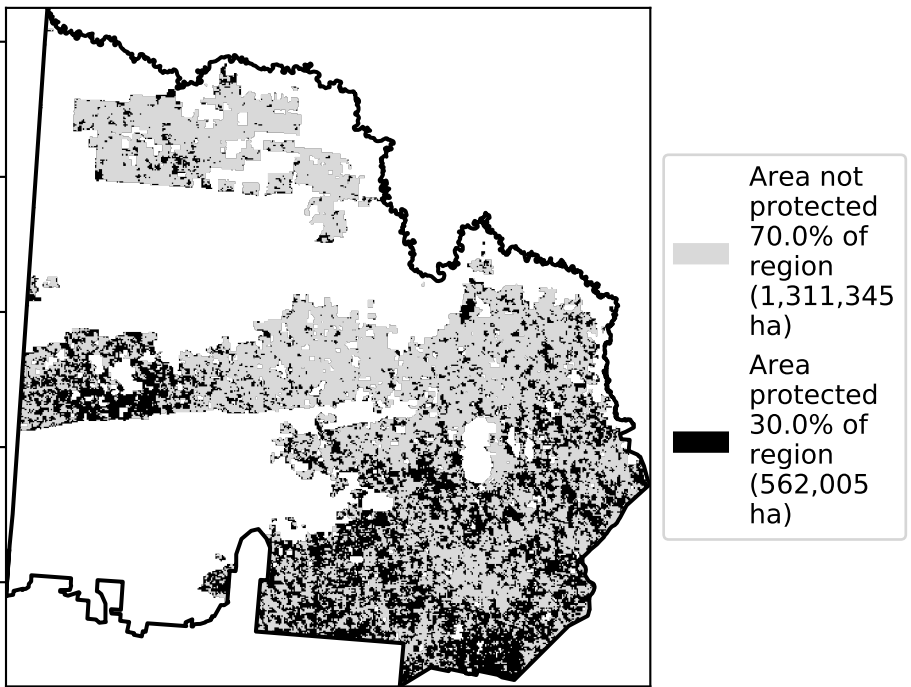 Area not
protected
70.0% of
region
(1,311,345
ha)
Area
protected
30.0% of
region
(562,005
ha)